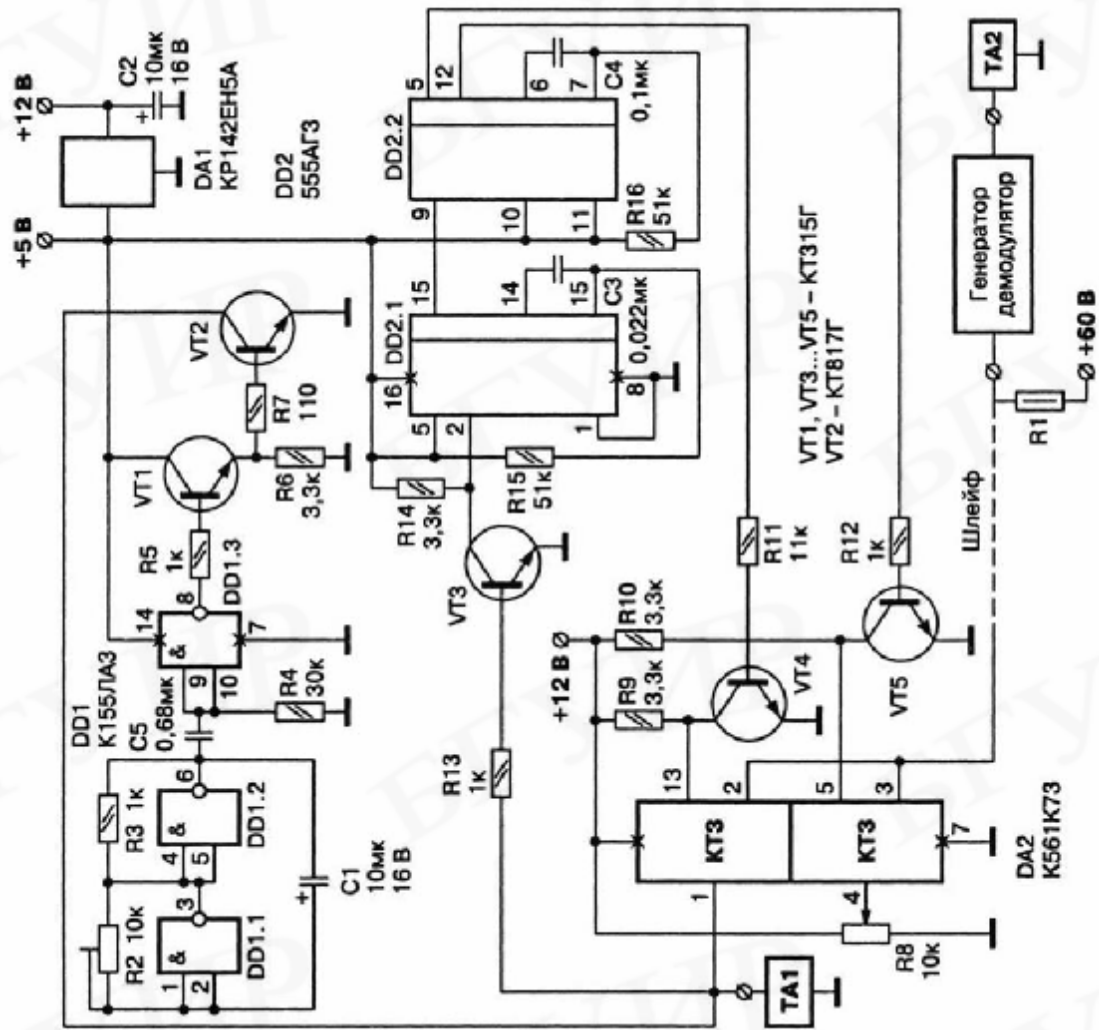 +12 В
+5 В
C2
10мк
16 В
+
DA1
КР142ЕН5А
DD2
555АГ3
VT2
R7
110
R6
3,3к
VT1
R5
1к
DD1.3
DD1
К155ЛА3
14
&
8
7
9
10
C5
0,68мк
R4
30к
R3 1к
R2 10к
&
6
4
5
DD1.2
&
3
1
2
DD1.1
+
C1
10мк
16 В
5
12
6
7
C4
0,1мк
DD2.2
9
10
11
R16
51к
15
14
15
C3
0,022мк
DD2.1
16
8
5
2
1
R14
3,3к
R15
51к
VT3
VT1, VT3...VT5 – КТ315Г
VT2 – КТ817Г
R13
1к
+12 В
R9
3,3к
R10
3,3к
R11
11к
R12
1к
VT4
VT5
Шлейф
13
2
5
3
КТ3
КТ3
1
4
7
DA2
К561К73
R8
10к
TA1
TA2
Генератор
демодулятор
R1
+60 В
БГУИР